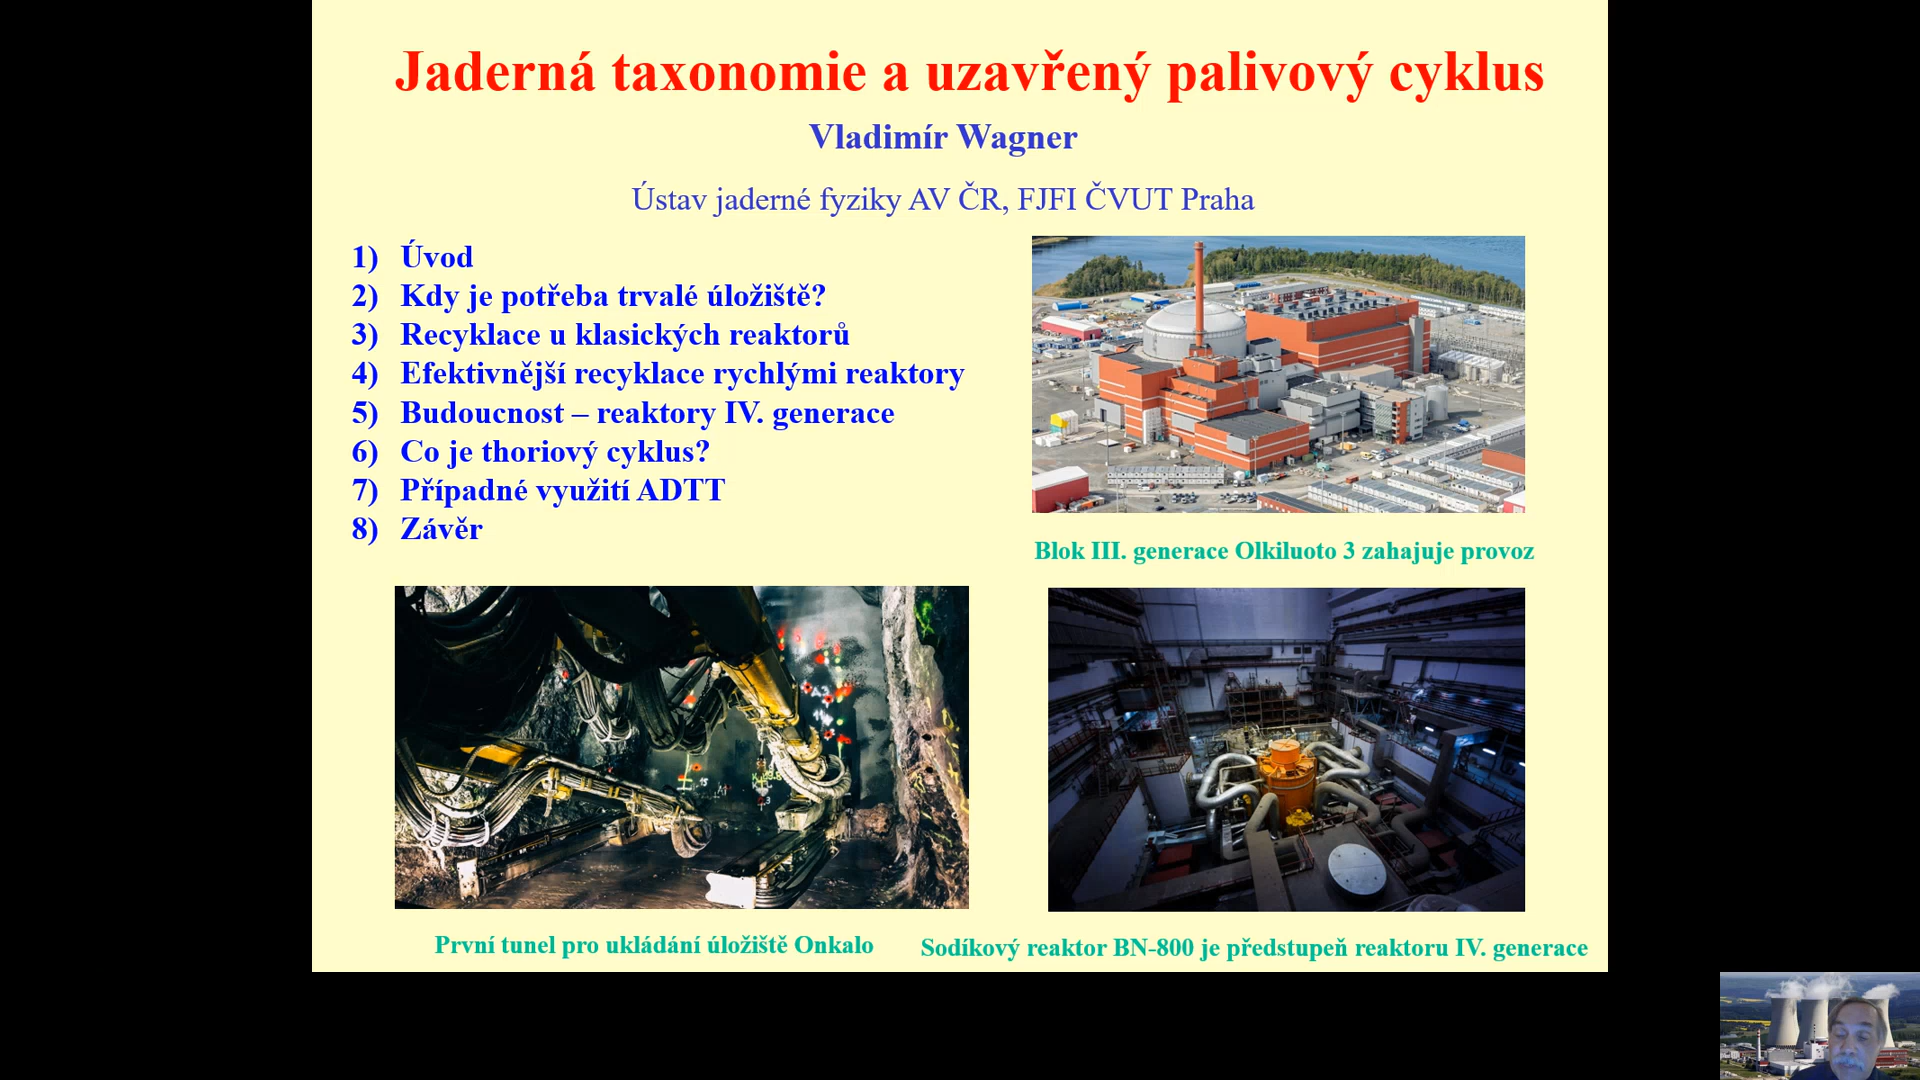 Jaderná taxonomie a uzavřený palivový cyklus
Vladimír Wagner
Ústav jaderné fyziky AV ČR, FJFI ČVUT Praha
1) Úvod
2) Kdy je potřeba trvalé úložiště?
3) Recyklace u klasických reaktorů
4) Efektivnější recyklace rychlými reaktory
5) Budoucnost – reaktory IV. generace
6) Co je thoriový cyklus?
7) Případné využití ADTT
8) Závěr
Blok III. generace Olkiluoto 3 zahajuje provoz
První tunel pro ukládání úložiště Onkalo
Sodíkový reaktor BN-800 je předstupeň reaktoru IV. generace